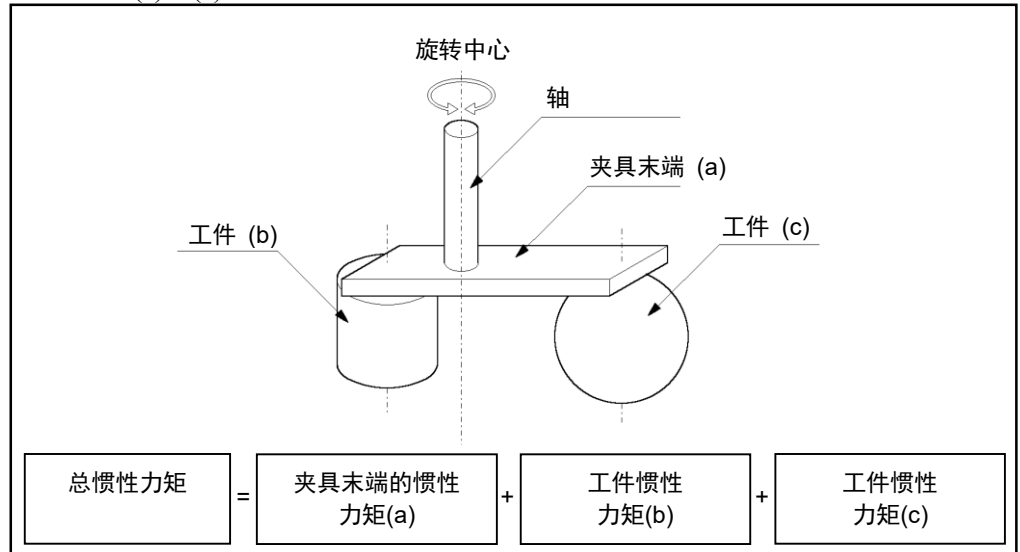 旋转中心
轴
夹具末端 (a)
工件 (b)
工件 (c)
总惯性力矩 = 夹具末端的惯性力矩(a) + 工件惯性力矩(b) + 工件惯性力矩(c)